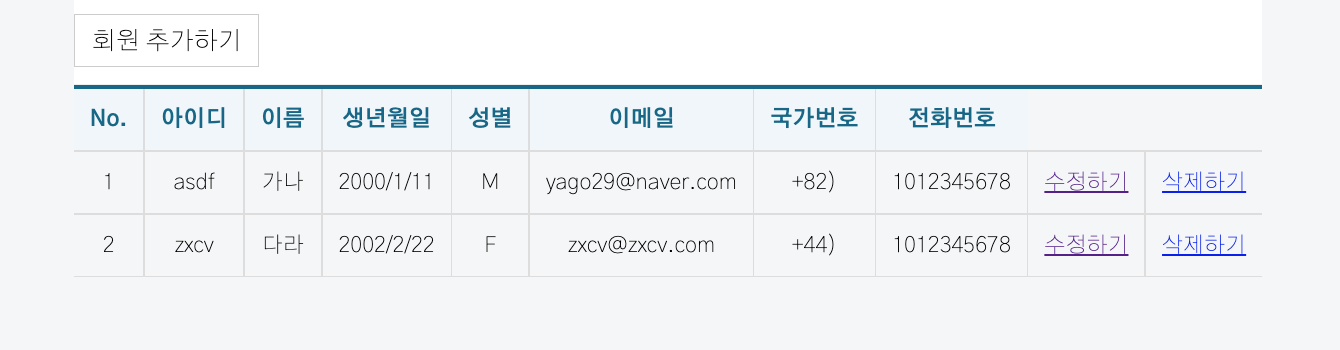 회원 추가하기
No. 아이디 이름 생년월일 성별 이메일 국가번호 전화번호
1 asdf 가나 2000/1/11 M yago29@naver.com +82) 1012345678 수정하기 삭제하기
2 zxcv 다라 2002/2/22 F zxcv@zxcv.com +44) 1012345678 수정하기 삭제하기